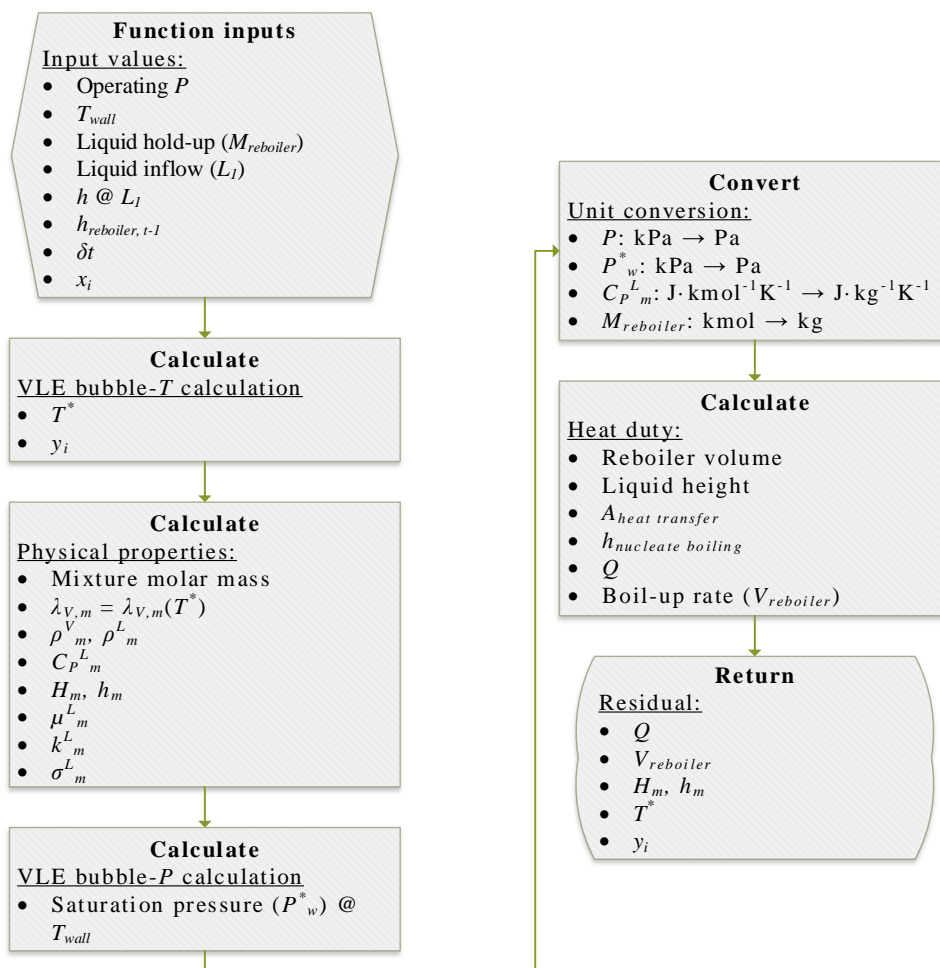 Function inputs
Input values:
• Operating P
• T_wall
• Liquid hold-up (M_reboiler)
• Liquid inflow (L_1)
• h @ L_1
• h_reboiler, t-1
• δt
• x_i
Calculate
VLE bubble-T calculation
• T^*
• y_i
Calculate
Physical properties:
• Mixture molar mass
• λ_V,m = λ_V,m(T^*)
• ρ^V_m, ρ^L_m
• C_P^L_m
• H_m, h_m
• μ^L_m
• k^L_m
• σ^L_m
Calculate
VLE bubble-P calculation
• Saturation pressure (P^*_w) @
T_wall
Convert
Unit conversion:
• P: kPa → Pa
• P^*_w: kPa → Pa
• C_P^L_m: J·kmol^-1K^-1 → J·kg^-1K^-1
• M_reboiler: kmol → kg
Calculate
Heat duty:
• Reboiler volume
• Liquid height
• A_heat transfer
• h_nucleate boiling
• Q
• Boil-up rate (V_reboiler)
Return
Residual:
• Q
• V_reboiler
• H_m, h_m
• T^*
• y_i